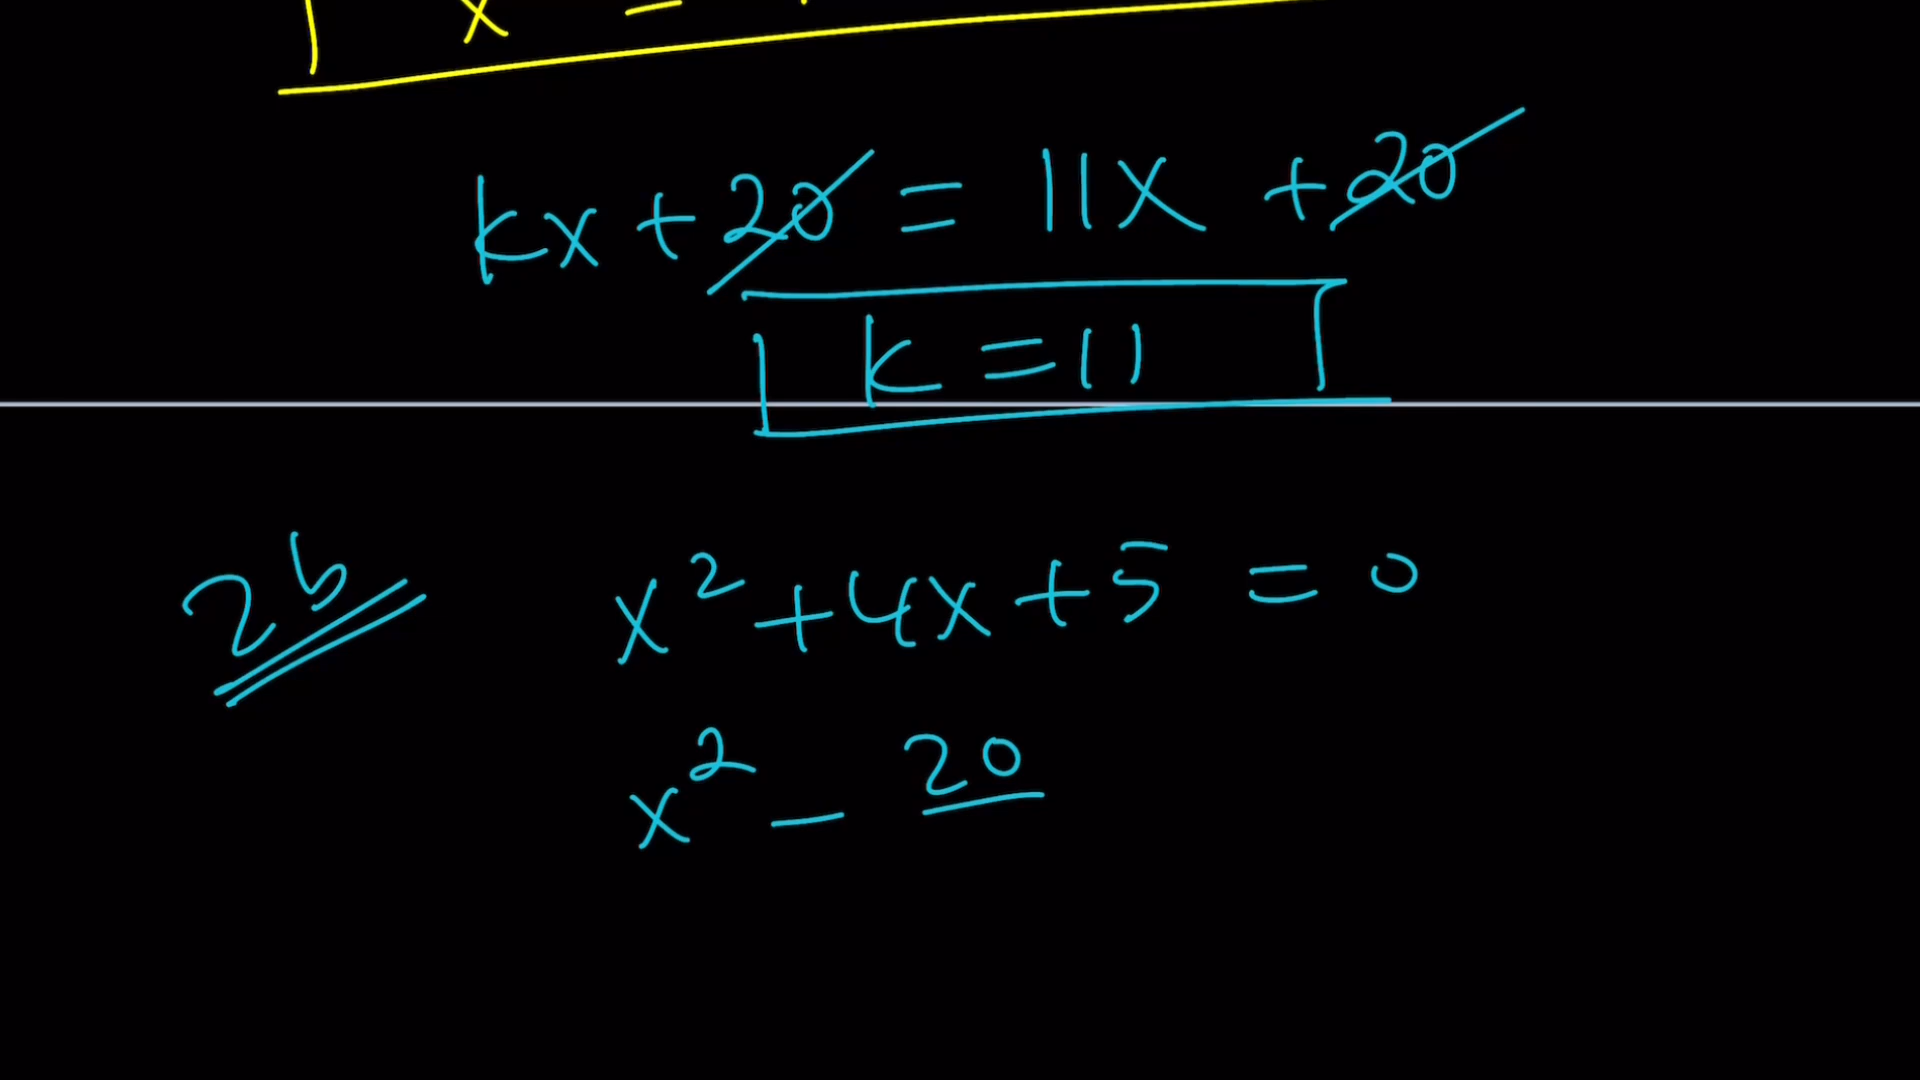 x =
kx + 20 = 11x + 20
k = 11
2b x² + 4x + 5 = 0
x² - 20